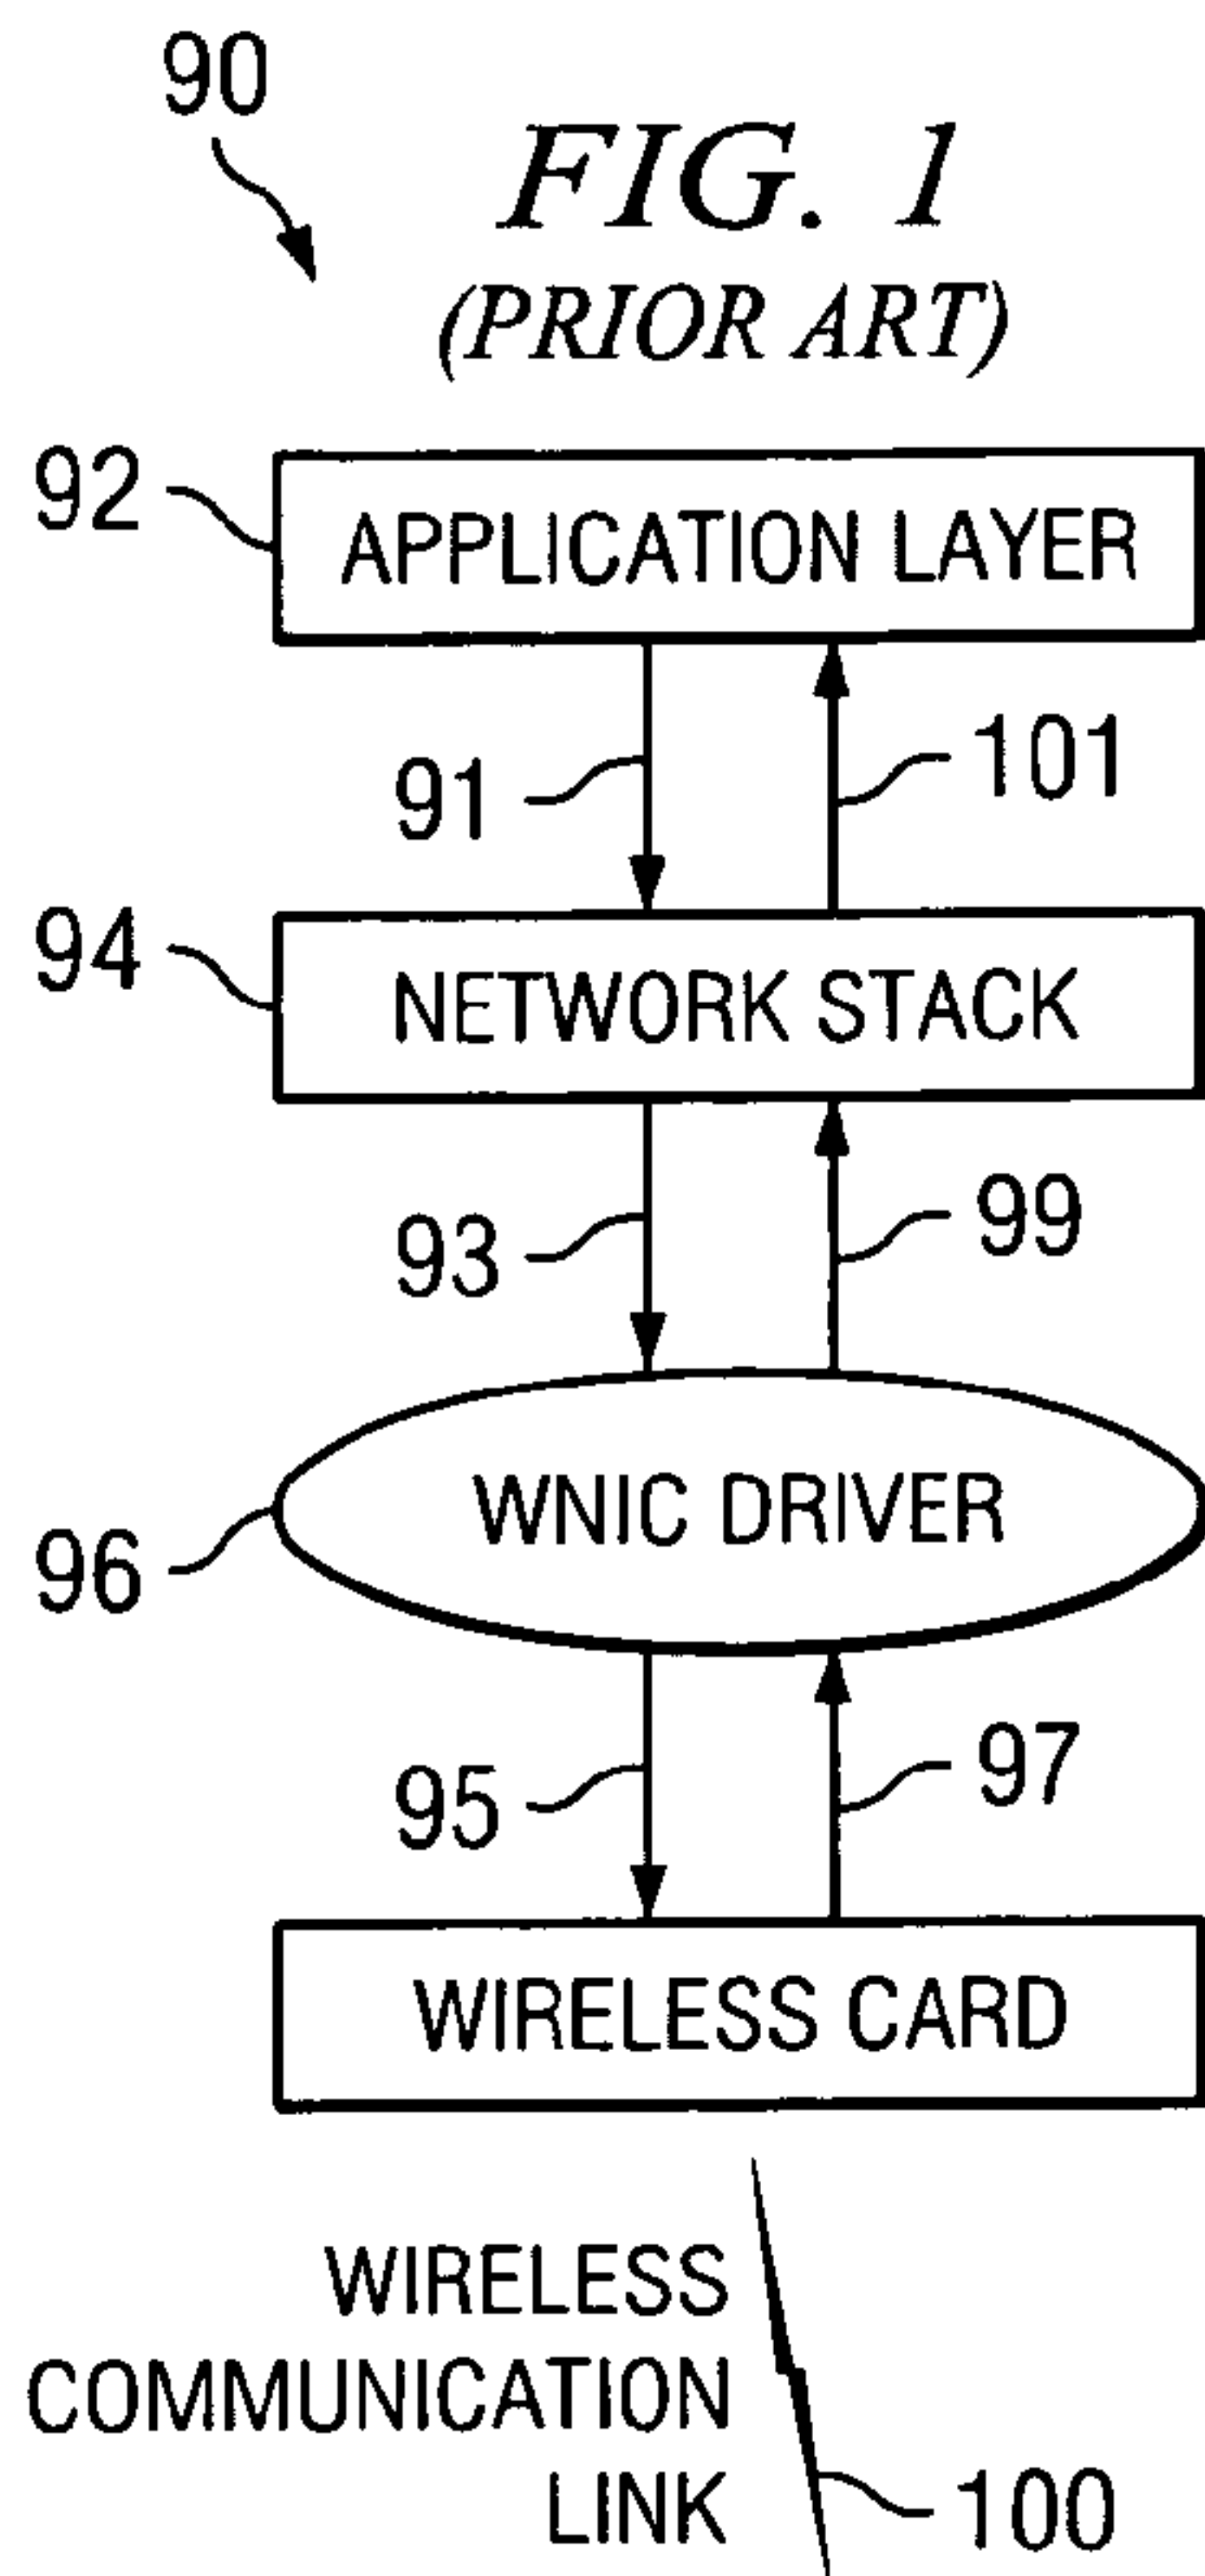 90
FIG. 1
(PRIOR ART)
92
APPLICATION LAYER
91
101
94
NETWORK STACK
93
99
WNIC DRIVER
96
95
97
WIRELESS CARD
WIRELESS
COMMUNICATION
LINK
100